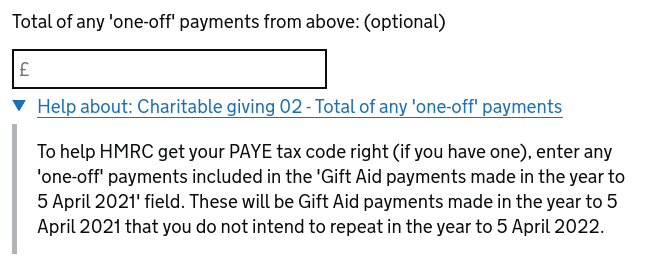 Total of any 'one-off' payments from above: (optional)
£
Help about: Charitable giving 02 - Total of any 'one-off' payments
To help HMRC get your PAYE tax code right (if you have one), enter any
'one-off' payments included in the 'Gift Aid payments made in the year to
5 April 2021' field. These will be Gift Aid payments made in the year to 5
April 2021 that you do not intend to repeat in the year to 5 April 2022.